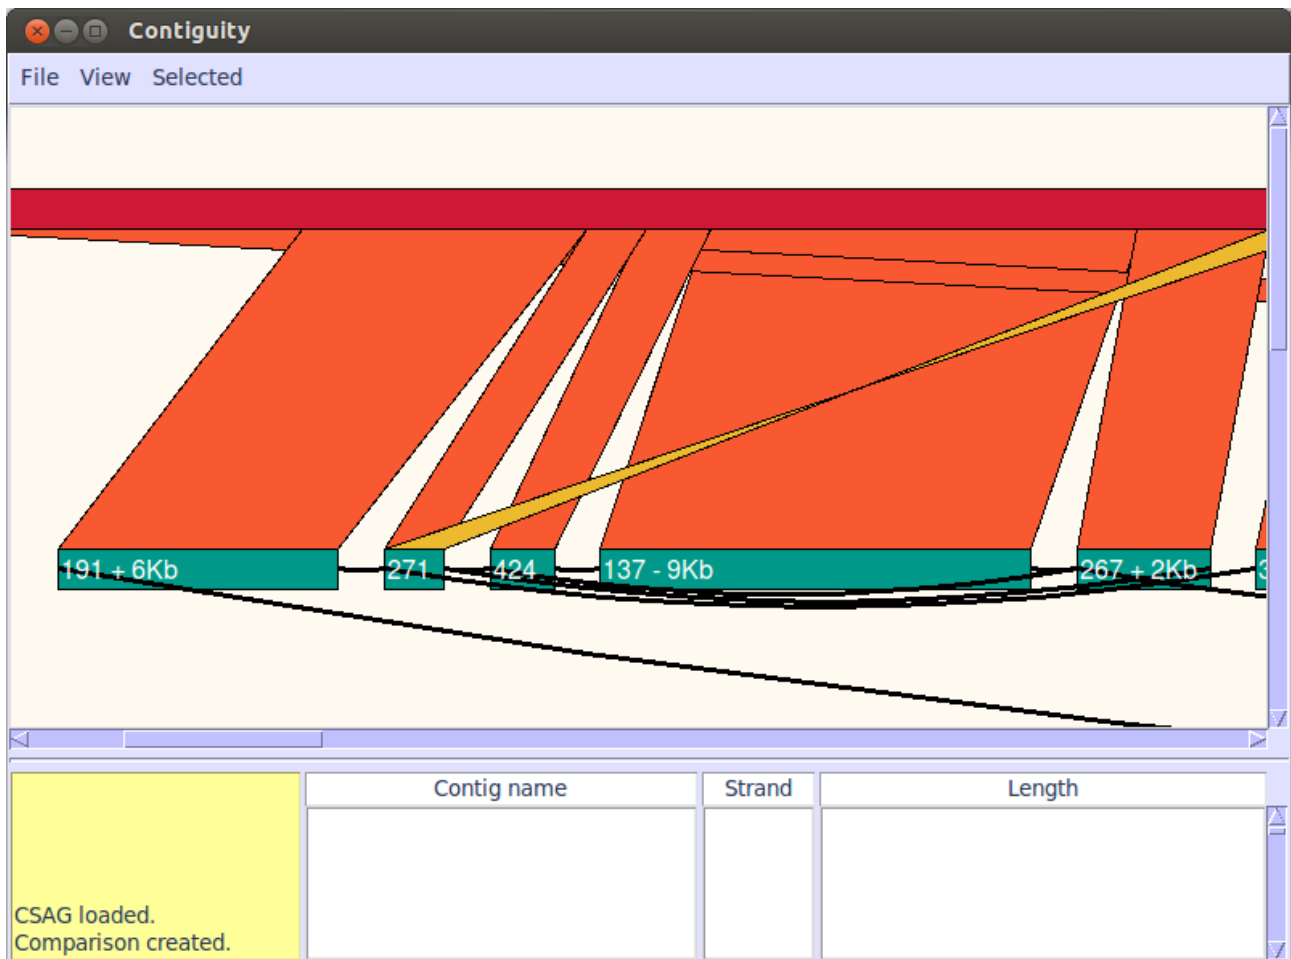 Contiguity
File View Selected
191 + 6Kb 271 424 137 - 9Kb 267 + 2Kb 3
Contig name Strand Length
CSAG loaded.
Comparison created.